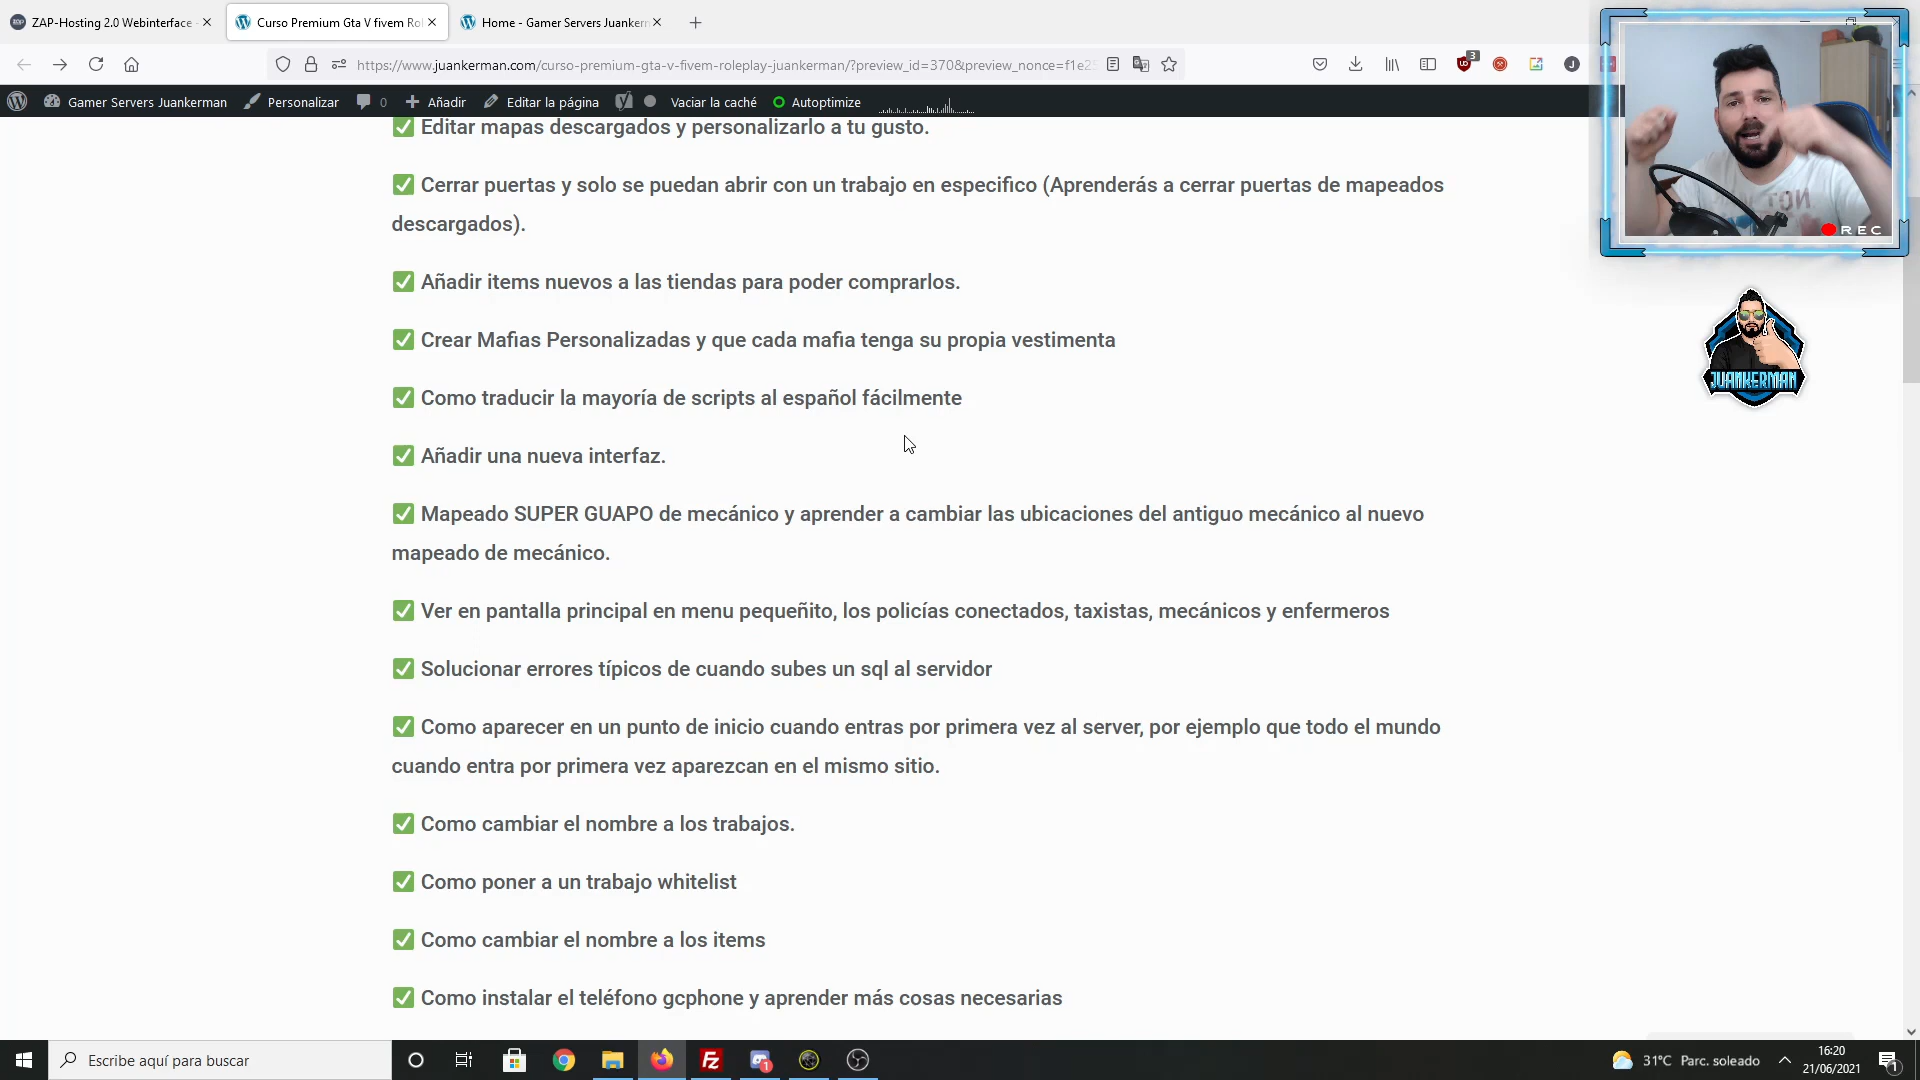 ZAP-Hosting 2.0 Webinterface
Curso Premium Gta V fivem Rol
Home - Gamer Servers Juankerm
https://www.juankerman.com/curso-premium-gta-v-fivem-roleplay-juankerman/?preview_id=370&preview_nonce=f1e2
3
J
Gamer Servers Juankerman
Personalizar
0
Añadir
Editar la página
Vaciar la caché
Autoptimize
Editar mapas descargados y personalizarlo a tu gusto.
Cerrar puertas y solo se puedan abrir con un trabajo en especifico (Aprenderás a cerrar puertas de mapeados
descargados).
Añadir items nuevos a las tiendas para poder comprarlos.
Crear Mafias Personalizadas y que cada mafia tenga su propia vestimenta
Como traducir la mayoría de scripts al español fácilmente
Añadir una nueva interfaz.
Mapeado SUPER GUAPO de mecánico y aprender a cambiar las ubicaciones del antiguo mecánico al nuevo
mapeado de mecánico.
Ver en pantalla principal en menu pequeñito, los policías conectados, taxistas, mecánicos y enfermeros
Solucionar errores típicos de cuando subes un sql al servidor
Como aparecer en un punto de inicio cuando entras por primera vez al server, por ejemplo que todo el mundo
cuando entra por primera vez aparezcan en el mismo sitio.
Como cambiar el nombre a los trabajos.
Como poner a un trabajo whitelist
Como cambiar el nombre a los items
Como instalar el teléfono gcphone y aprender más cosas necesarias
REC
JUANKERMAN
Escribe aquí para buscar
Fz
1
31°C Parc. soleado
16:20
21/06/2021
1